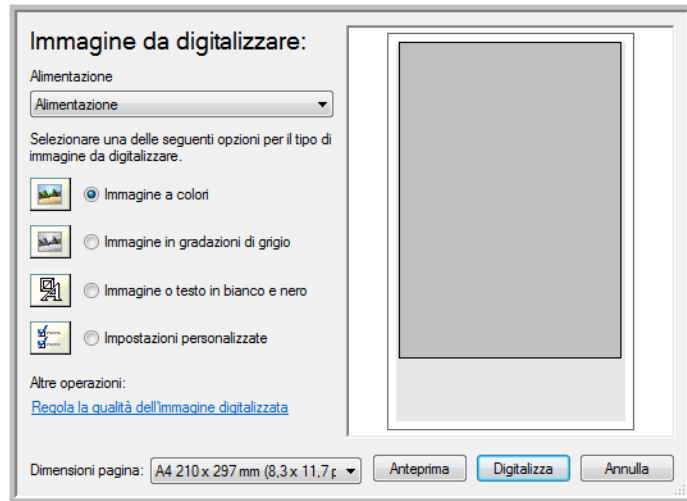 Immagine da digitalizzare:
Alimentazione
Alimentazione
Selezionare una delle seguenti opzioni per il tipo di
immagine da digitalizzare.
Immagine a colori
Immagine in gradazioni di grigio
Immagine o testo in bianco e nero
Impostazioni personalizzate
Altre operazioni:
Regola la qualità dell'immagine digitalizzata
Dimensioni pagina: A4 210 x 297 mm (8,3 x 11,7 p Anteprima Digitalizza Annulla